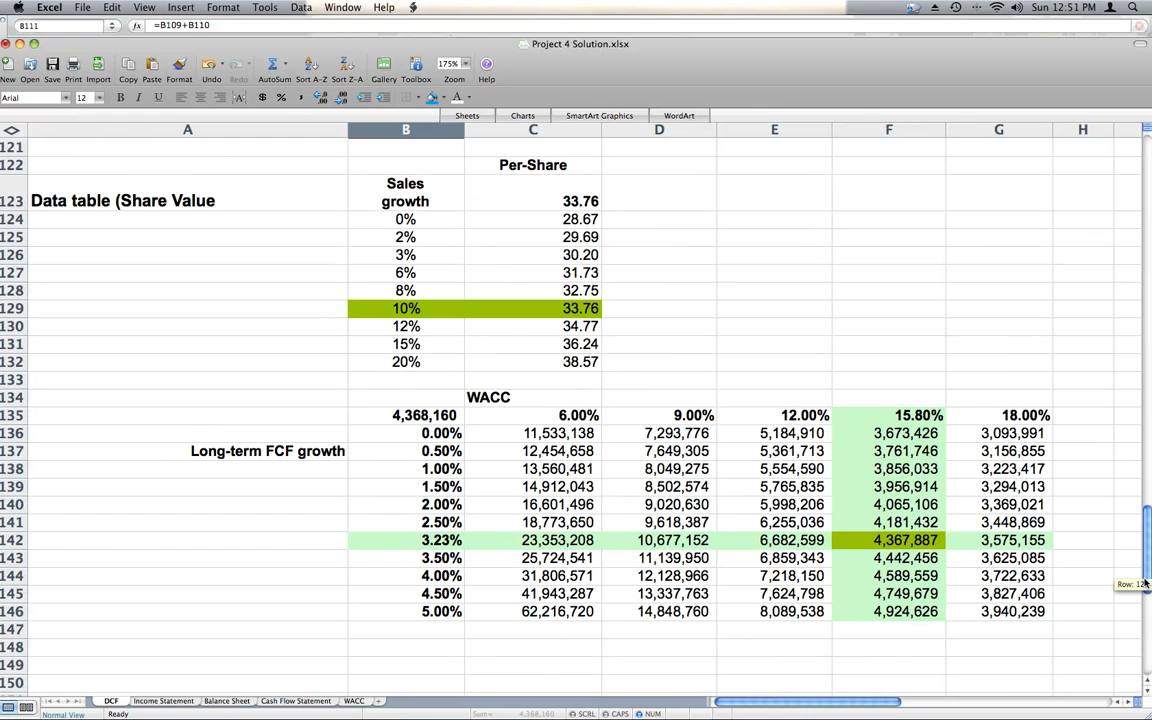 Excel File Edit View Insert Format Tools Data Window Help Sun 12:51 PM
B111 fx =B109+B110
Project 4 Solution.xlsx
175%
New Open Save Print Import Copy Paste Format Undo Redo AutoSum Sort A-Z Sort Z-A Gallery Toolbox Zoom Help
Arial 12 B I U A $ % , A
Sheets Charts SmartArt Graphics WordArt
A B C D E F G H
121
122 Per-Share
Sales
123 Data table (Share Value growth 33.76
124 0% 28.67
125 2% 29.69
126 3% 30.20
127 6% 31.73
128 8% 32.75
129 10% 33.76
130 12% 34.77
131 15% 36.24
132 20% 38.57
133
134 WACC
135 4,368,160 6.00% 9.00% 12.00% 15.80% 18.00%
136 0.00% 11,533,138 7,293,776 5,184,910 3,673,426 3,093,991
137 Long-term FCF growth 0.50% 12,454,658 7,649,305 5,361,713 3,761,746 3,156,855
138 1.00% 13,560,481 8,049,275 5,554,590 3,856,033 3,223,417
139 1.50% 14,912,043 8,502,574 5,765,835 3,956,914 3,294,013
140 2.00% 16,601,496 9,020,630 5,998,206 4,065,106 3,369,021
141 2.50% 18,773,650 9,618,387 6,255,036 4,181,432 3,448,869
142 3.23% 23,353,208 10,677,152 6,682,599 4,367,887 3,575,155
143 3.50% 25,724,541 11,139,950 6,859,343 4,442,456 3,625,085
144 4.00% 31,806,571 12,128,966 7,218,150 4,589,559 3,722,633
Row: 12
145 4.50% 41,943,287 13,337,763 7,624,798 4,749,679 3,827,406
146 5.00% 62,216,720 14,848,760 8,089,538 4,924,626 3,940,239
147
148
149
150
DCF Income Statement Balance Sheet Cash Flow Statement WACC
Normal View Ready Sum= 4,368,160 SCRL CAPS NUM